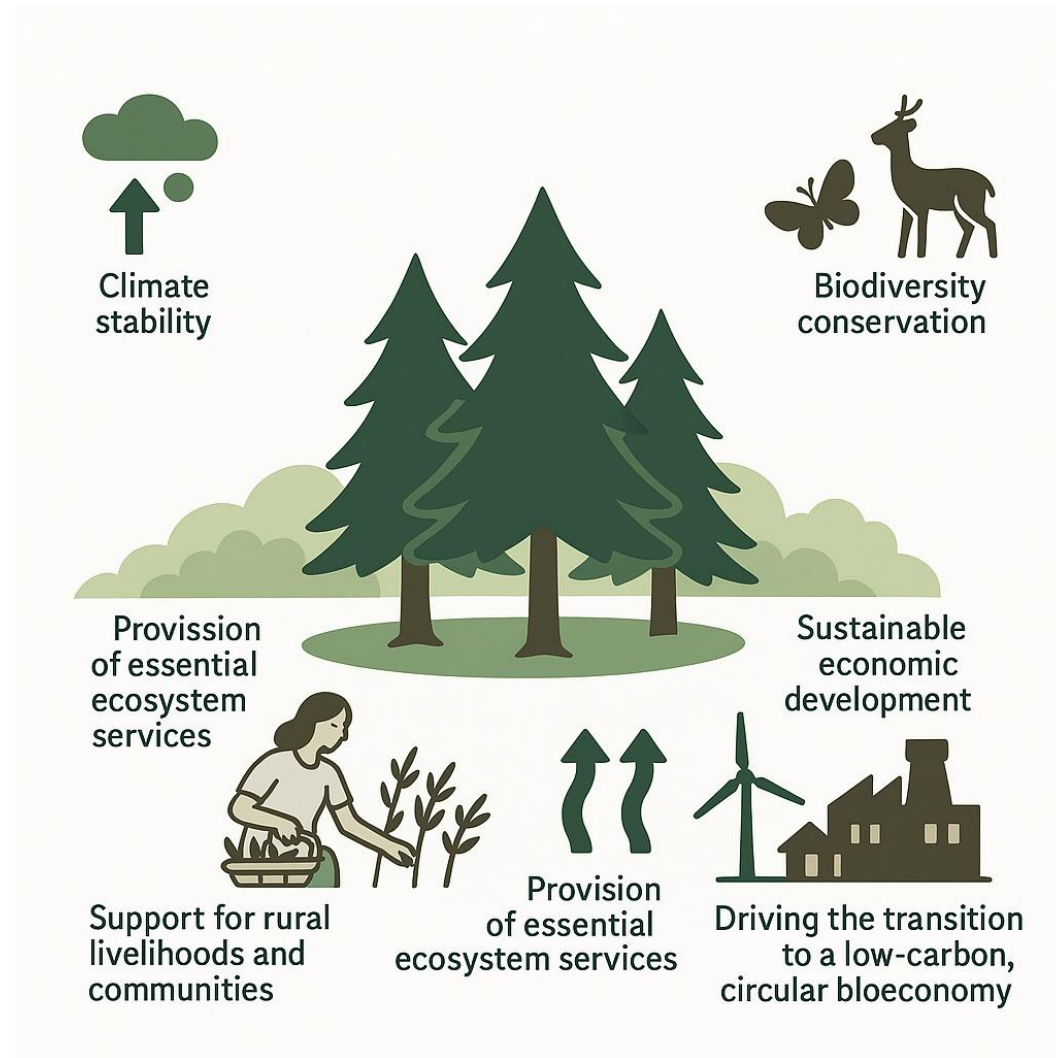 Climate
stability
Biodiversity
conservation
Provission
of essential
ecosystem
services
Sustainable
economic
development
Support for rural
livelihoods and
communities
Provision
of essential
ecosystem services
Driving the transition
to a low-carbon,
circular bloeconomy